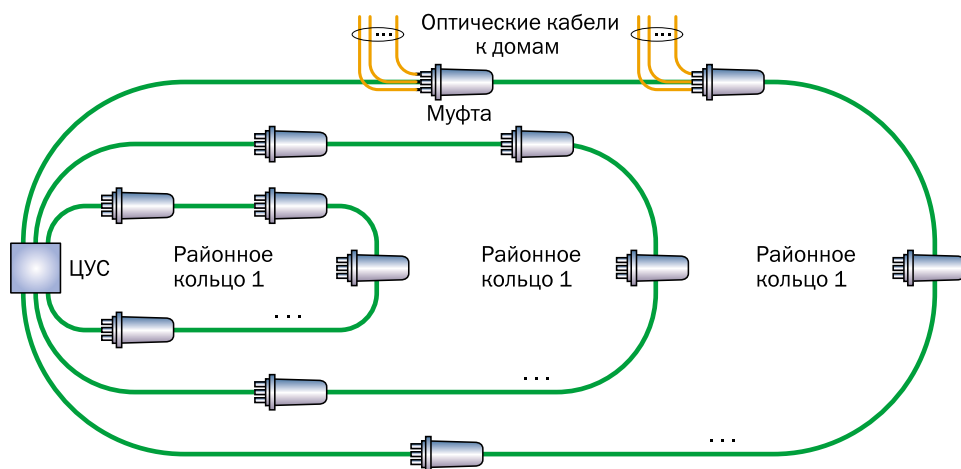 Оптические кабели
к домам
Муфта
ЦУС
Районное
кольцо 1
Районное
кольцо 1
Районное
кольцо 1